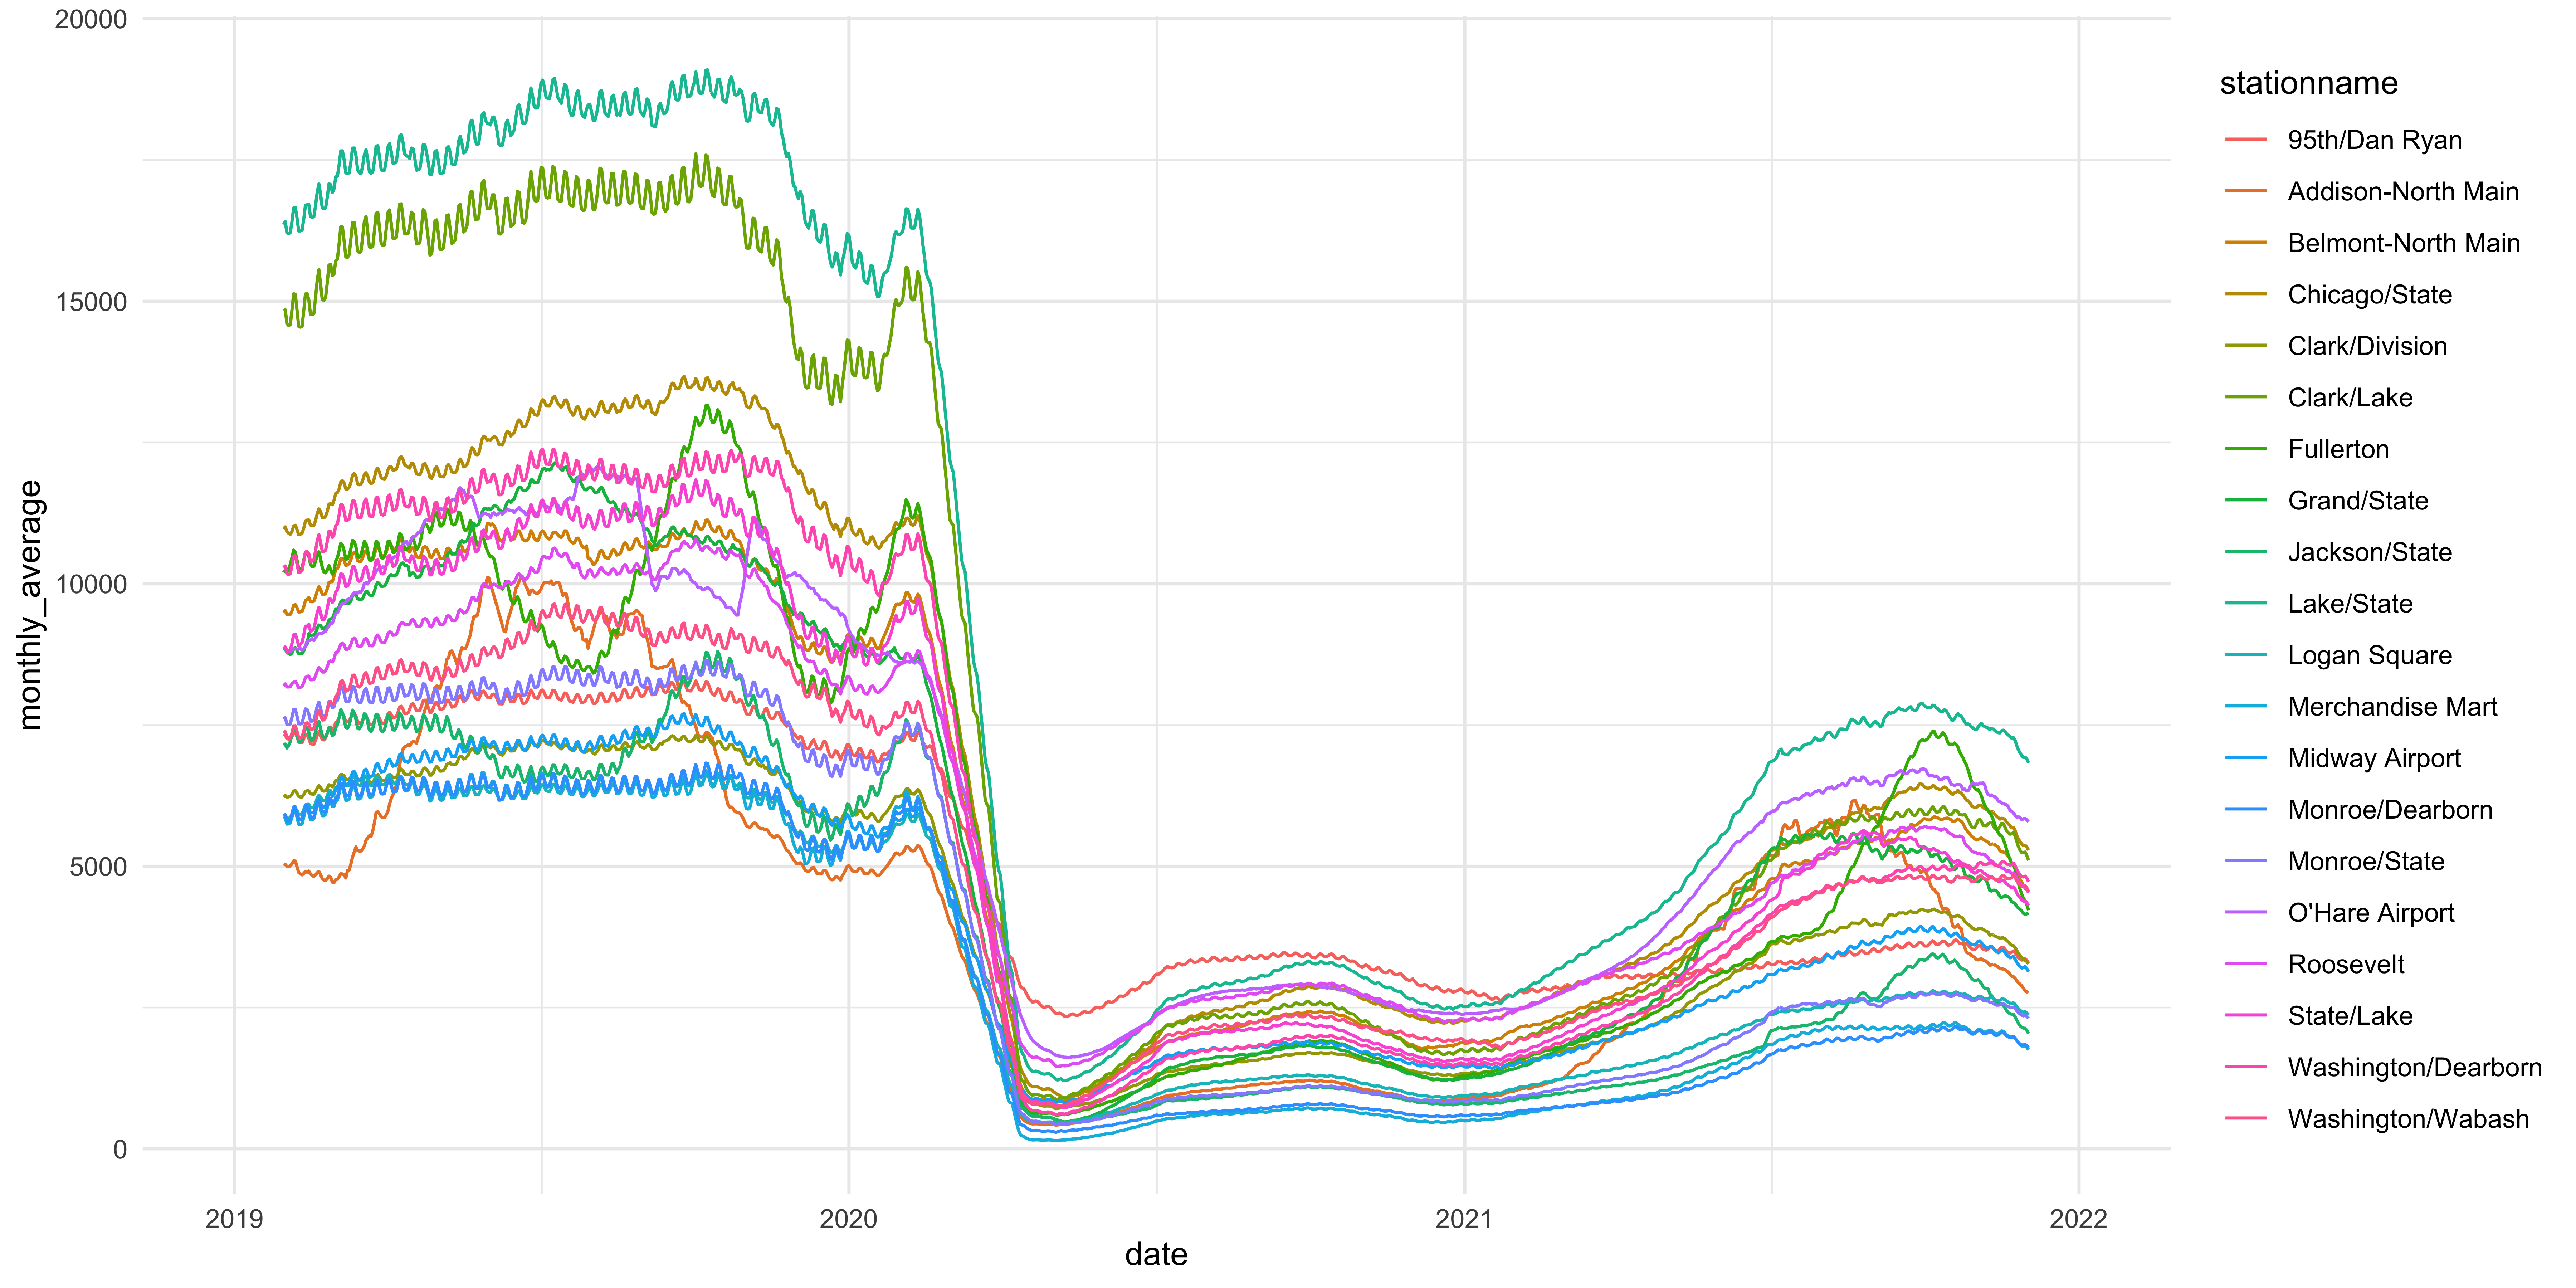 20000
15000
10000
5000
0
monthly_average
2019
2020
2021
2022
date
stationname
95th/Dan Ryan
Addison-North Main
Belmont-North Main
Chicago/State
Clark/Division
Clark/Lake
Fullerton
Grand/State
Jackson/State
Lake/State
Logan Square
Merchandise Mart
Midway Airport
Monroe/Dearborn
Monroe/State
O'Hare Airport
Roosevelt
State/Lake
Washington/Dearborn
Washington/Wabash